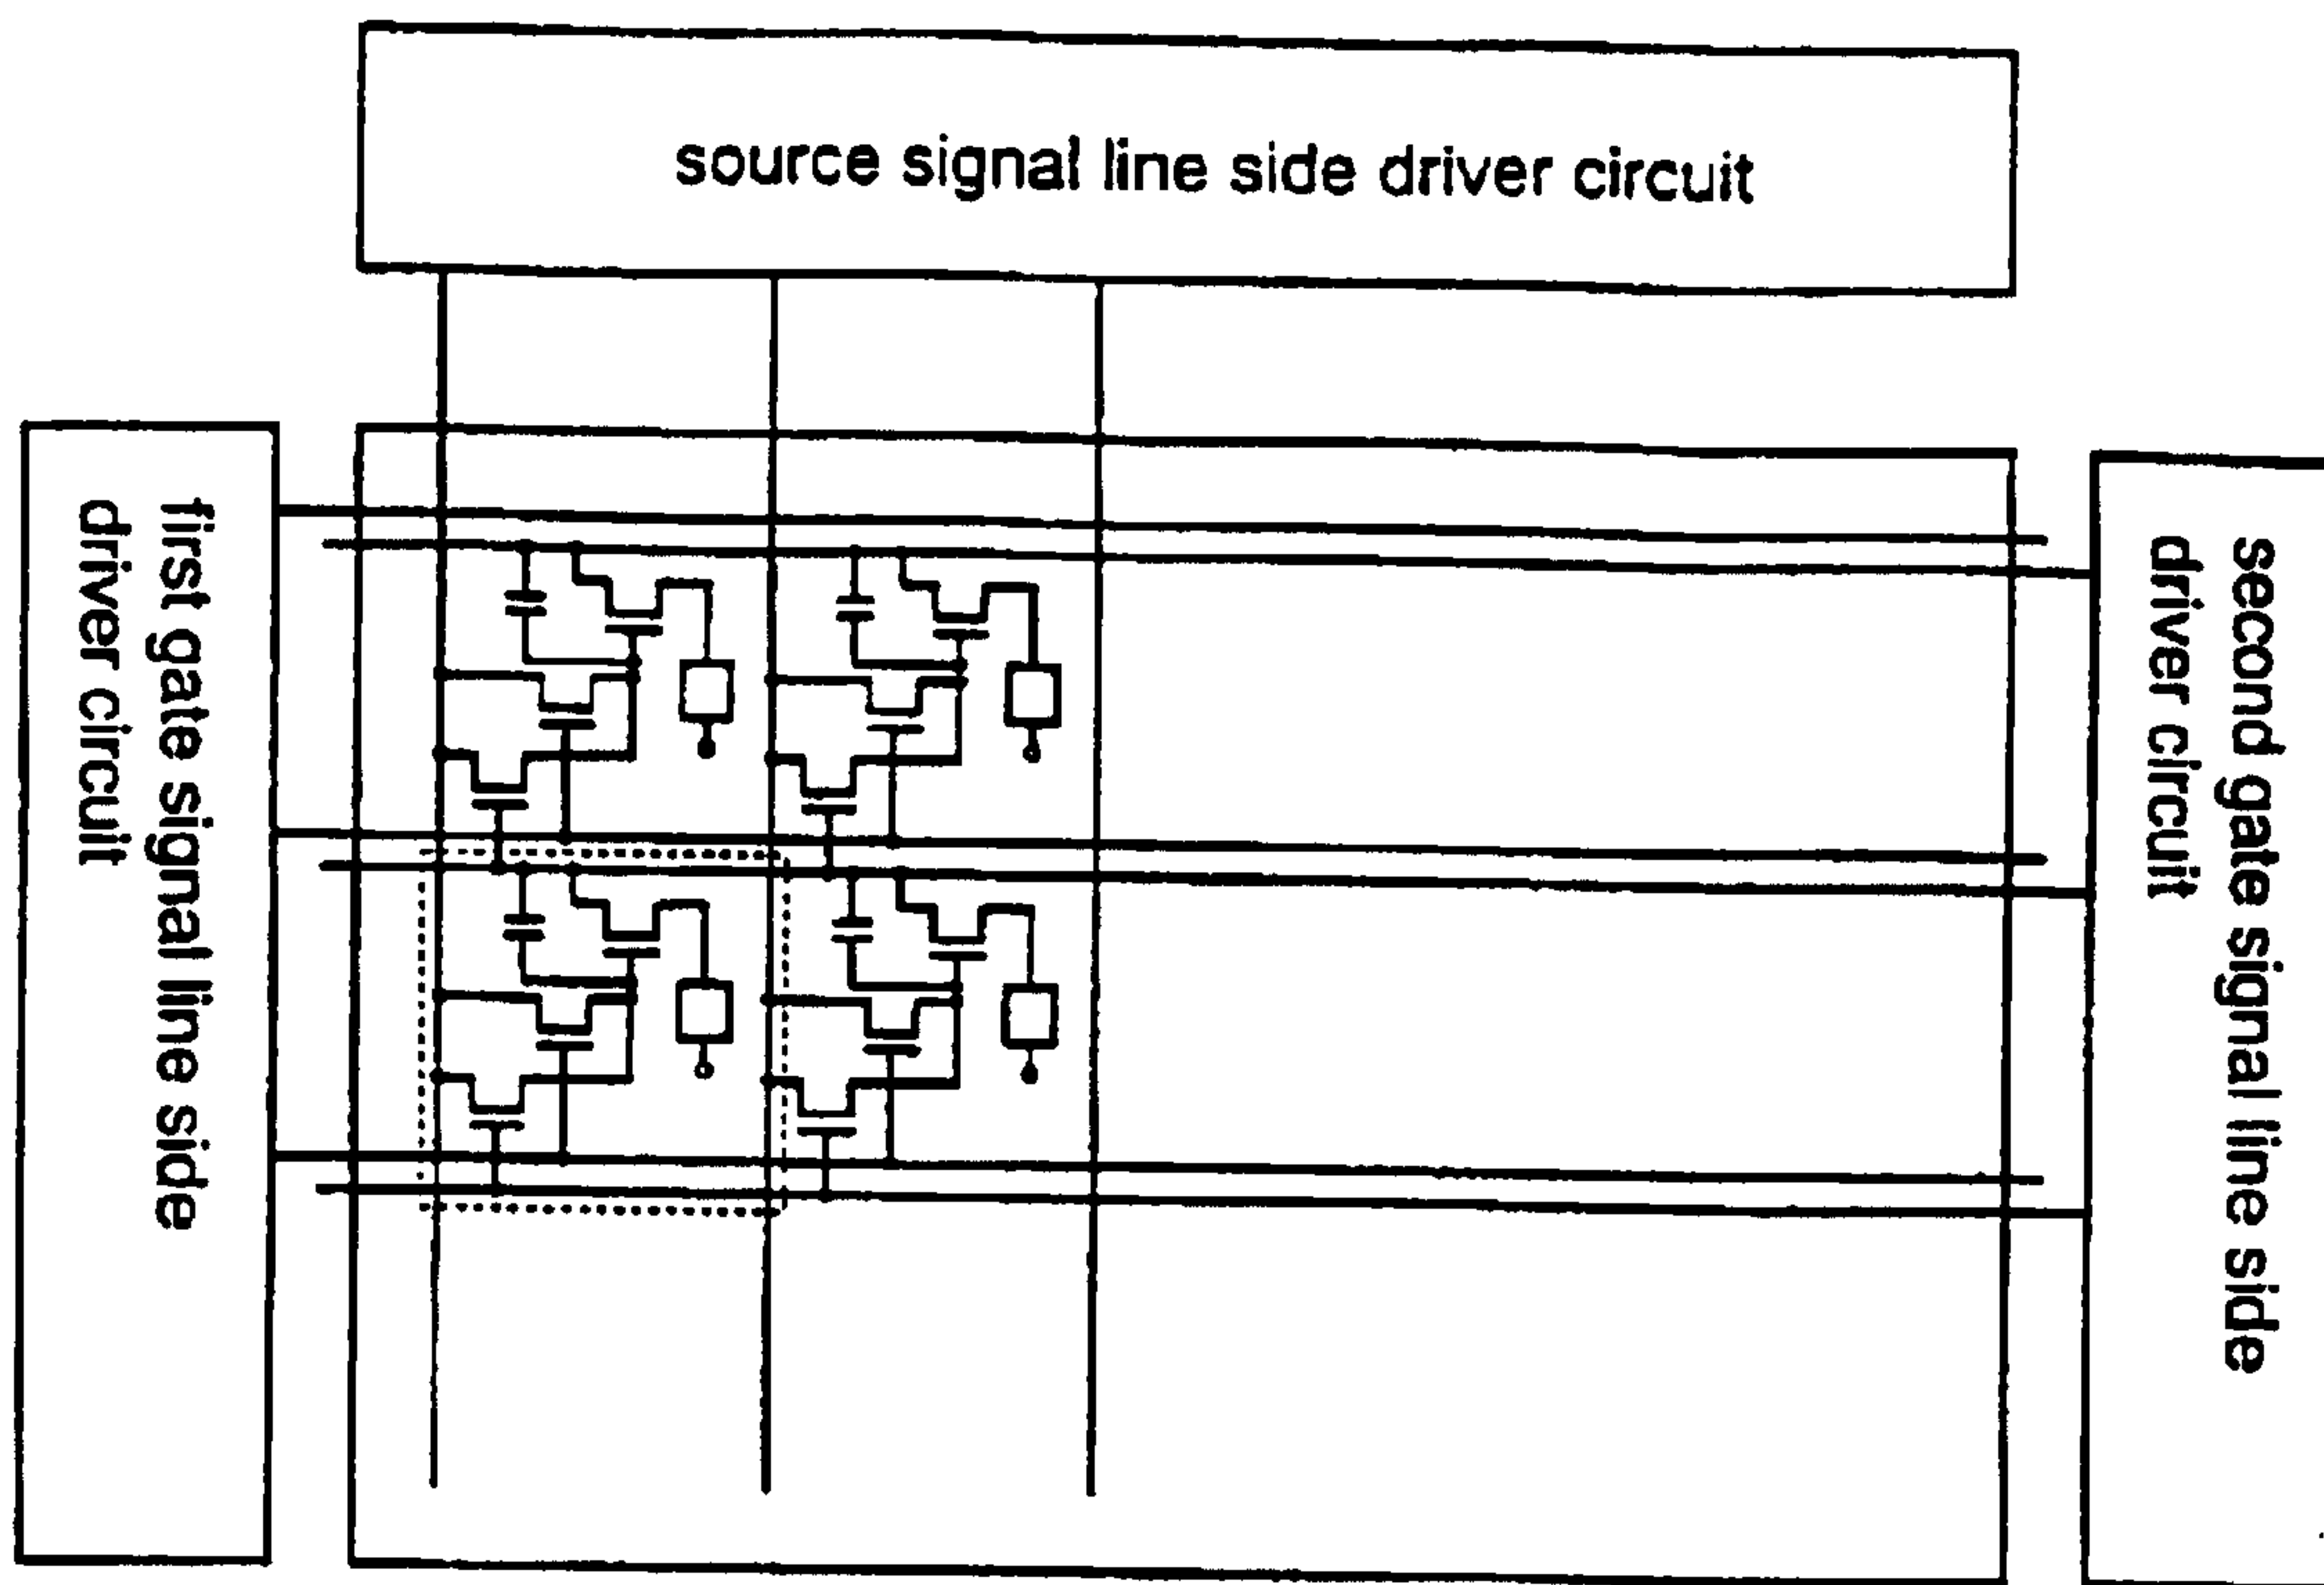 source signal line side driver circuit
first gate signal line side
driver circuit
second gate signal line side
driver circuit